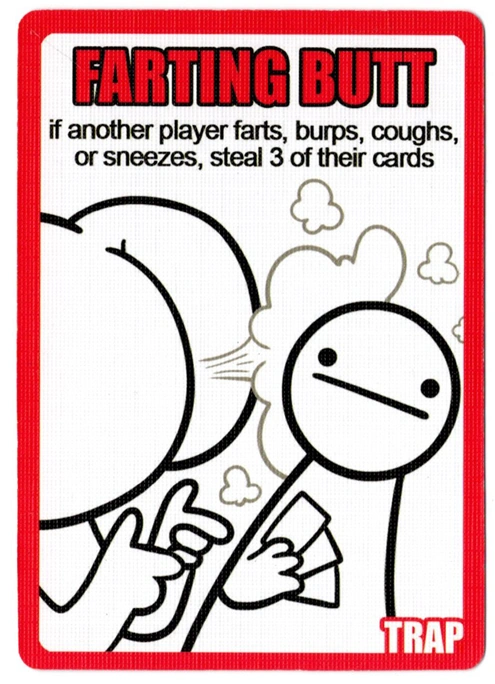 FARTING BUTT
if another player farts, burps, coughs,
or sneezes, steal 3 of their cards
TRAP